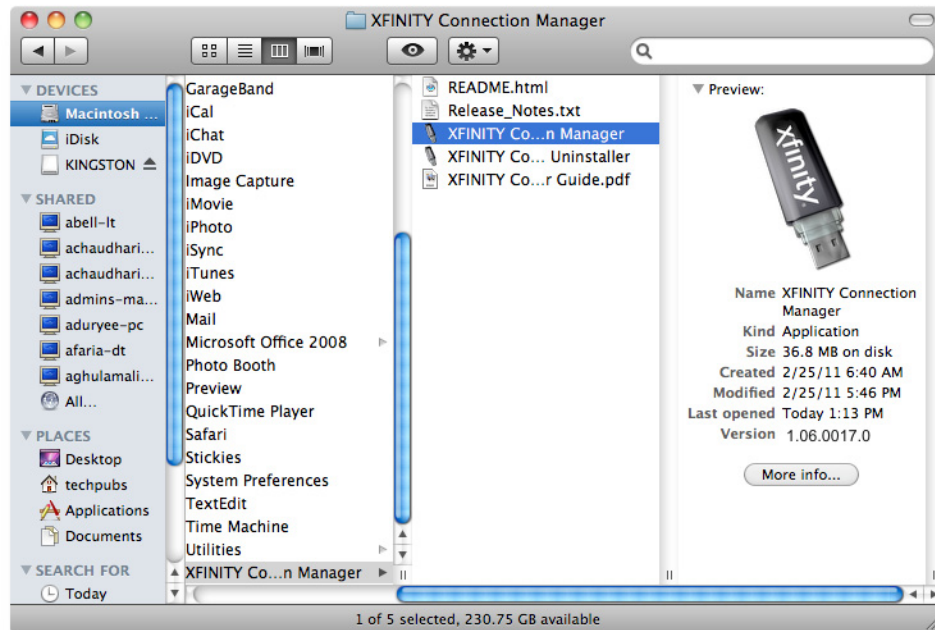 XFINITY Connection Manager
DEVICES
Macintosh ...
iDisk
KINGSTON
SHARED
abell-lt
achaudhari...
achaudhari...
admins-ma...
aduryee-pc
afaria-dt
aghulamali...
All...
PLACES
Desktop
techpubs
Applications
Documents
SEARCH FOR
Today
GarageBand
iCal
iChat
iDVD
Image Capture
iMovie
iPhoto
iSync
iTunes
iWeb
Mail
Microsoft Office 2008
Photo Booth
Preview
QuickTime Player
Safari
Stickies
System Preferences
TextEdit
Time Machine
Utilities
XFINITY Co...n Manager
README.html
Release_Notes.txt
XFINITY Co...n Manager
XFINITY Co... Uninstaller
XFINITY Co...r Guide.pdf
Preview:
xfinity.
Name XFINITY Connection
Manager
Kind Application
Size 36.8 MB on disk
Created 2/25/11 6:40 AM
Modified 2/25/11 5:46 PM
Last opened Today 1:13 PM
Version 1.06.0017.0
More info...
1 of 5 selected, 230.75 GB available